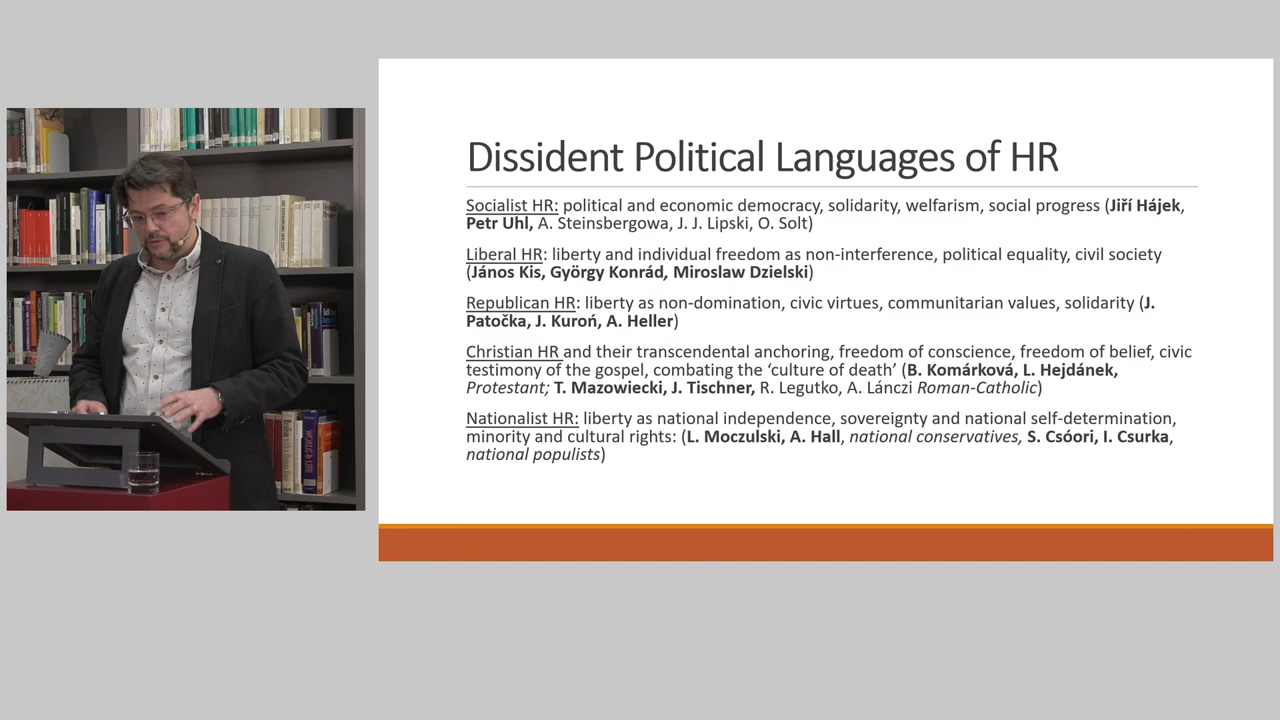 Dissident Political Languages of HR
Socialist HR: political and economic democracy, solidarity, welfarism, social progress (Jiří Hájek,
Petr Uhl, A. Steinsbergowa, J. J. Lipski, O. Solt)
Liberal HR: liberty and individual freedom as non-interference, political equality, civil society
(János Kis, György Konrád, Miroslaw Dzielski)
Republican HR: liberty as non-domination, civic virtues, communitarian values, solidarity (J.
Patočka, J. Kuroń, A. Heller)
Christian HR and their transcendental anchoring, freedom of conscience, freedom of belief, civic
testimony of the gospel, combating the ‘culture of death’ (B. Komárková, L. Hejdánek,
Protestant; T. Mazowiecki, J. Tischner, R. Legutko, A. Lánczi Roman-Catholic)
Nationalist HR: liberty as national independence, sovereignty and national self-determination,
minority and cultural rights: (L. Moczulski, A. Hall, national conservatives, S. Csóori, I. Csurka,
national populists)